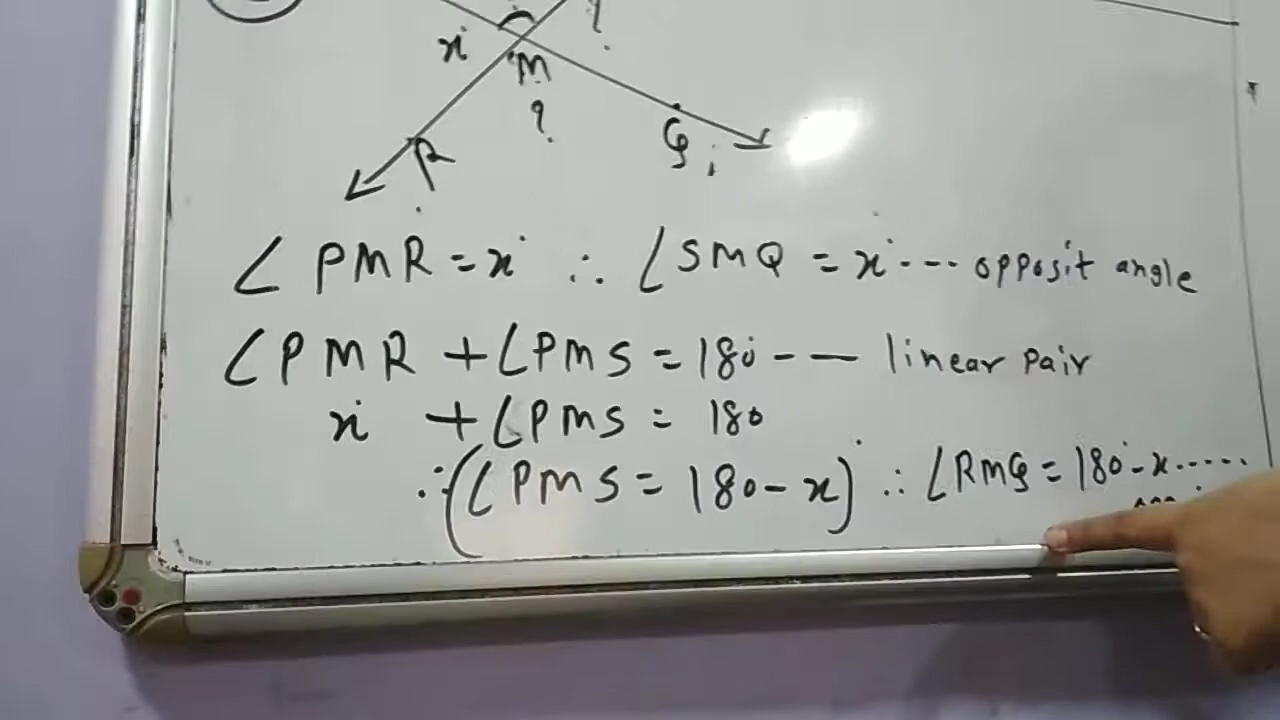 x°
M
?
Q
R
∠PMR = x° ∴ ∠SMQ = x° --- opposit angle
∠PMR + ∠PMS = 180° -- linear pair
x + ∠PMS = 180
∴ (∠PMS = 180 - x)° ∴ ∠RMQ = 180° - x.....